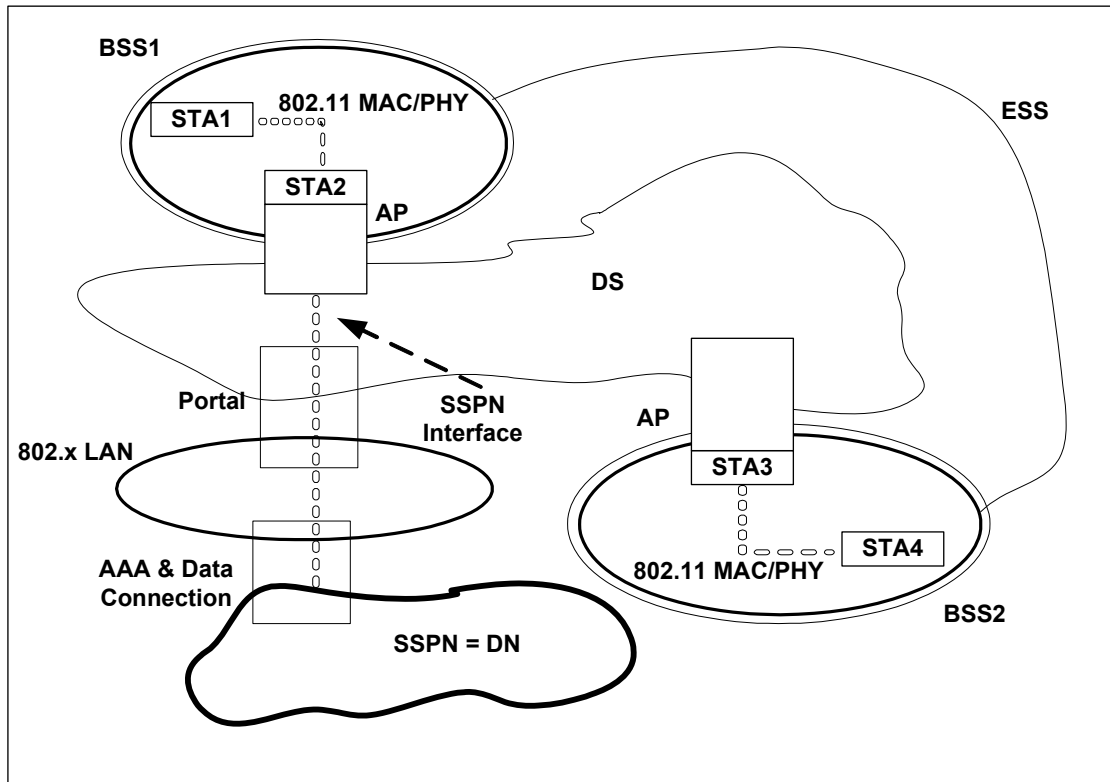 BSS1
802.11 MAC/PHY
STA1
ESS
STA2
AP
DS
Portal
SSPN
Interface
AP
802.x LAN
STA3
STA4
AAA & Data
Connection
802.11 MAC/PHY
BSS2
SSPN = DN